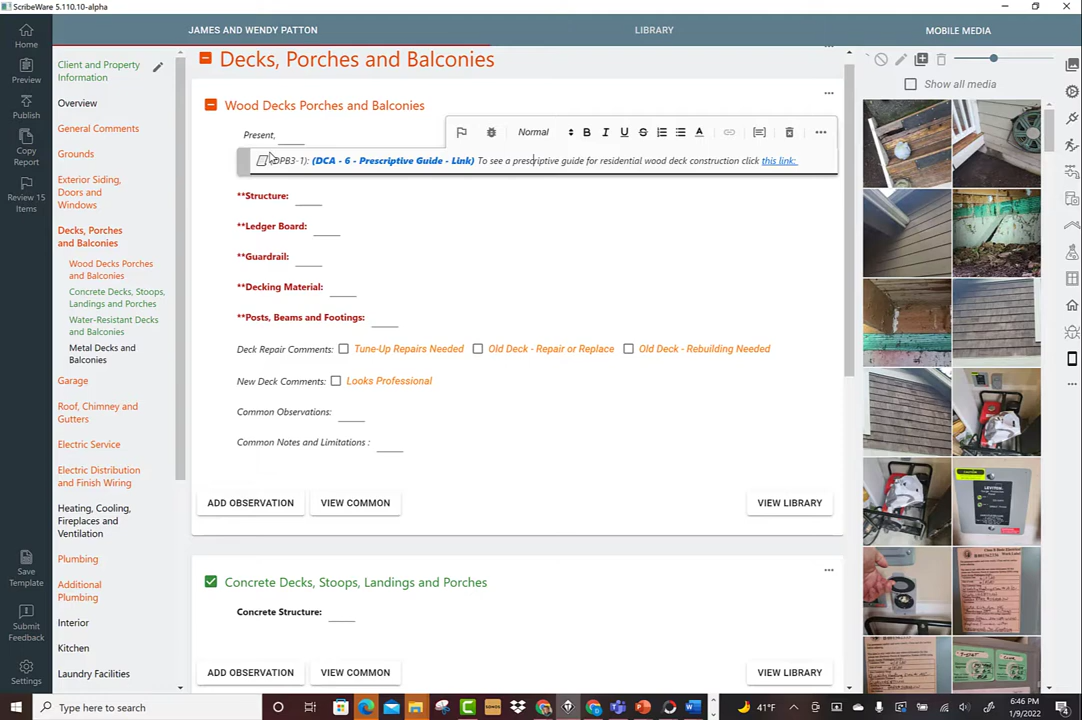 ScribeWare 5.110.10-alpha
JAMES AND WENDY PATTON
LIBRARY
MOBILE MEDIA
Home
Preview
Publish
Copy
Report
Review 15
Items
Save
Template
Submit
Feedback
Settings
Client and Property
Information
Overview
General Comments
Grounds
Exterior Siding,
Doors and
Windows
Decks, Porches
and Balconies
Wood Decks Porches
and Balconies
Concrete Decks, Stoops,
Landings and Porches
Water-Resistant Decks
and Balconies
Metal Decks and
Balconies
Garage
Roof, Chimney and
Gutters
Electric Service
Electric Distribution
and Finish Wiring
Heating, Cooling,
Fireplaces and
Ventilation
Plumbing
Additional
Plumbing
Interior
Kitchen
Laundry Facilities
Decks, Porches and Balconies
Wood Decks Porches and Balconies
Present,
Normal
B I U S A
DPB3-1): (DCA - 6 - Prescriptive Guide - Link) To see a prescriptive guide for residential wood deck construction click this link:
**Structure:
**Ledger Board:
**Guardrail:
**Decking Material:
**Posts, Beams and Footings:
Deck Repair Comments: Tune-Up Repairs Needed Old Deck - Repair or Replace Old Deck - Rebuilding Needed
New Deck Comments: Looks Professional
Common Observations:
Common Notes and Limitations :
ADD OBSERVATION VIEW COMMON VIEW LIBRARY
Concrete Decks, Stoops, Landings and Porches
Concrete Structure:
ADD OBSERVATION VIEW COMMON VIEW LIBRARY
Show all media
LEVITON
Type here to search
41°F
6:46 PM
1/9/2022